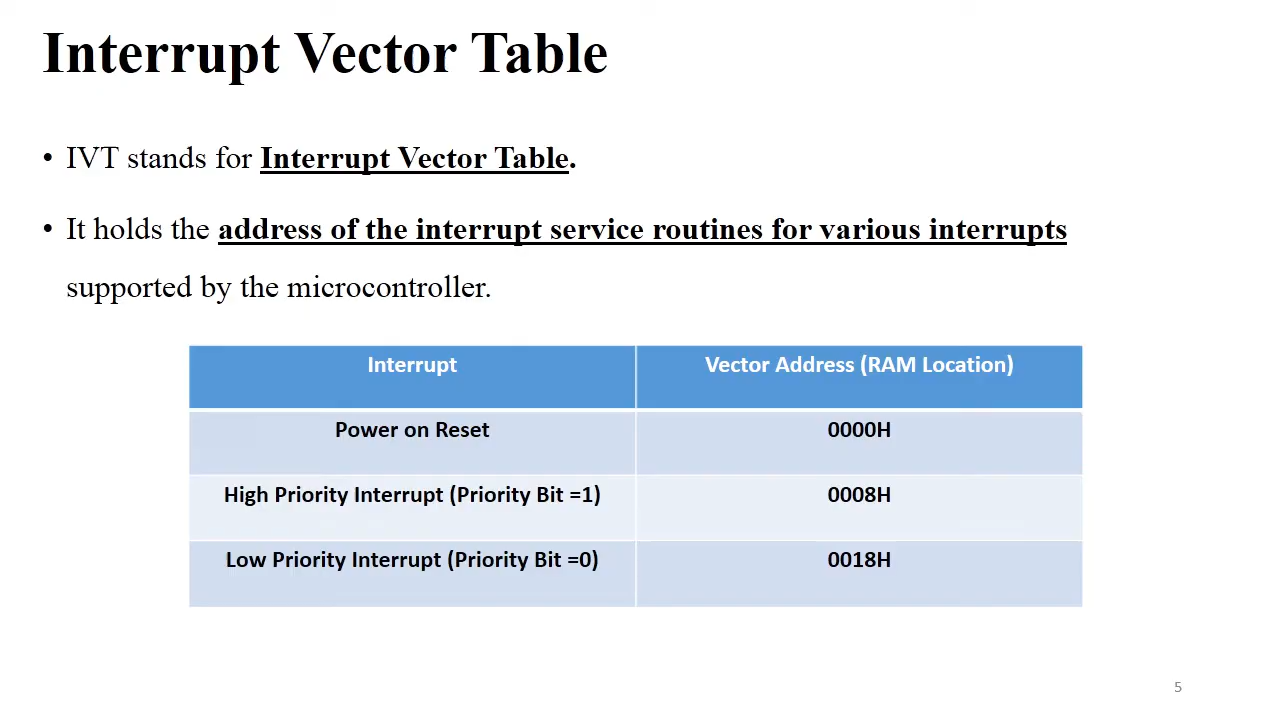 Interrupt Vector Table
• IVT stands for Interrupt Vector Table.
• It holds the address of the interrupt service routines for various interrupts
supported by the microcontroller.
Interrupt Vector Address (RAM Location)
Power on Reset 0000H
High Priority Interrupt (Priority Bit =1) 0008H
Low Priority Interrupt (Priority Bit =0) 0018H
5